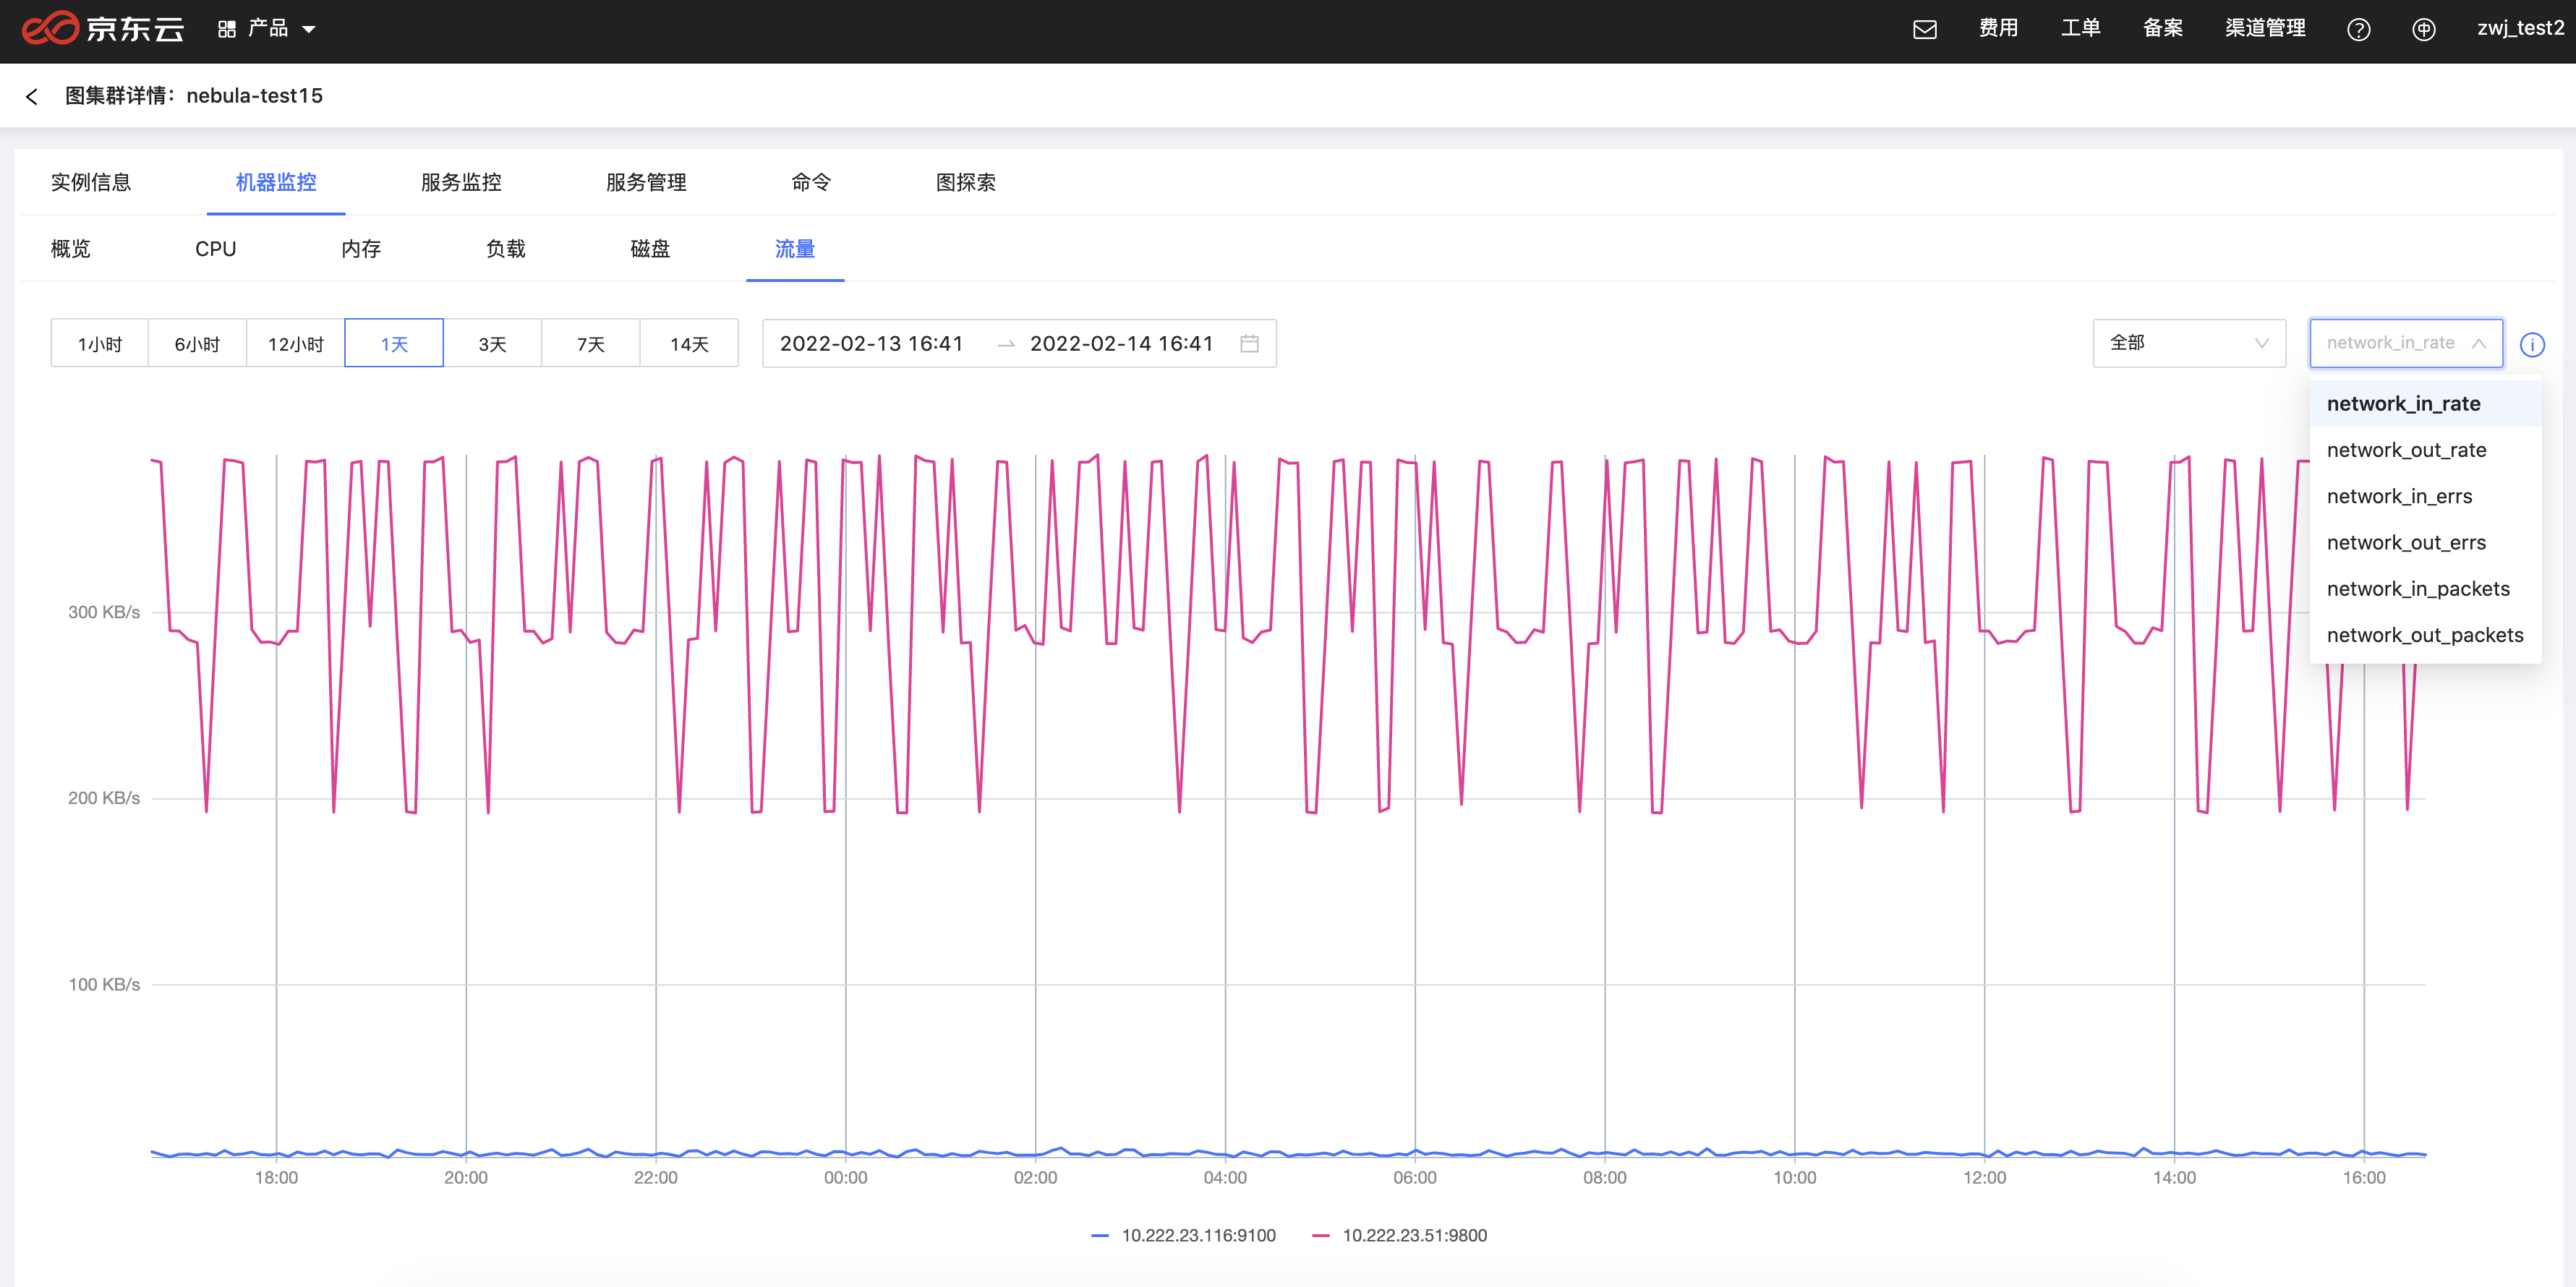 京东云 产品 费用 工单 备案 渠道管理 zwj_test2
图集群详情：nebula-test15
实例信息 机器监控 服务监控 服务管理 命令 图探索
概览 CPU 内存 负载 磁盘 流量
1小时 6小时 12小时 1天 3天 7天 14天 2022-02-13 16:41 → 2022-02-14 16:41 全部 network_in_rate
network_in_rate
network_out_rate
network_in_errs
network_out_errs
network_in_packets
network_out_packets
300 KB/s
200 KB/s
100 KB/s
18:00 20:00 22:00 00:00 02:00 04:00 06:00 08:00 10:00 12:00 14:00 16:00
10.222.23.116:9100 10.222.23.51:9800